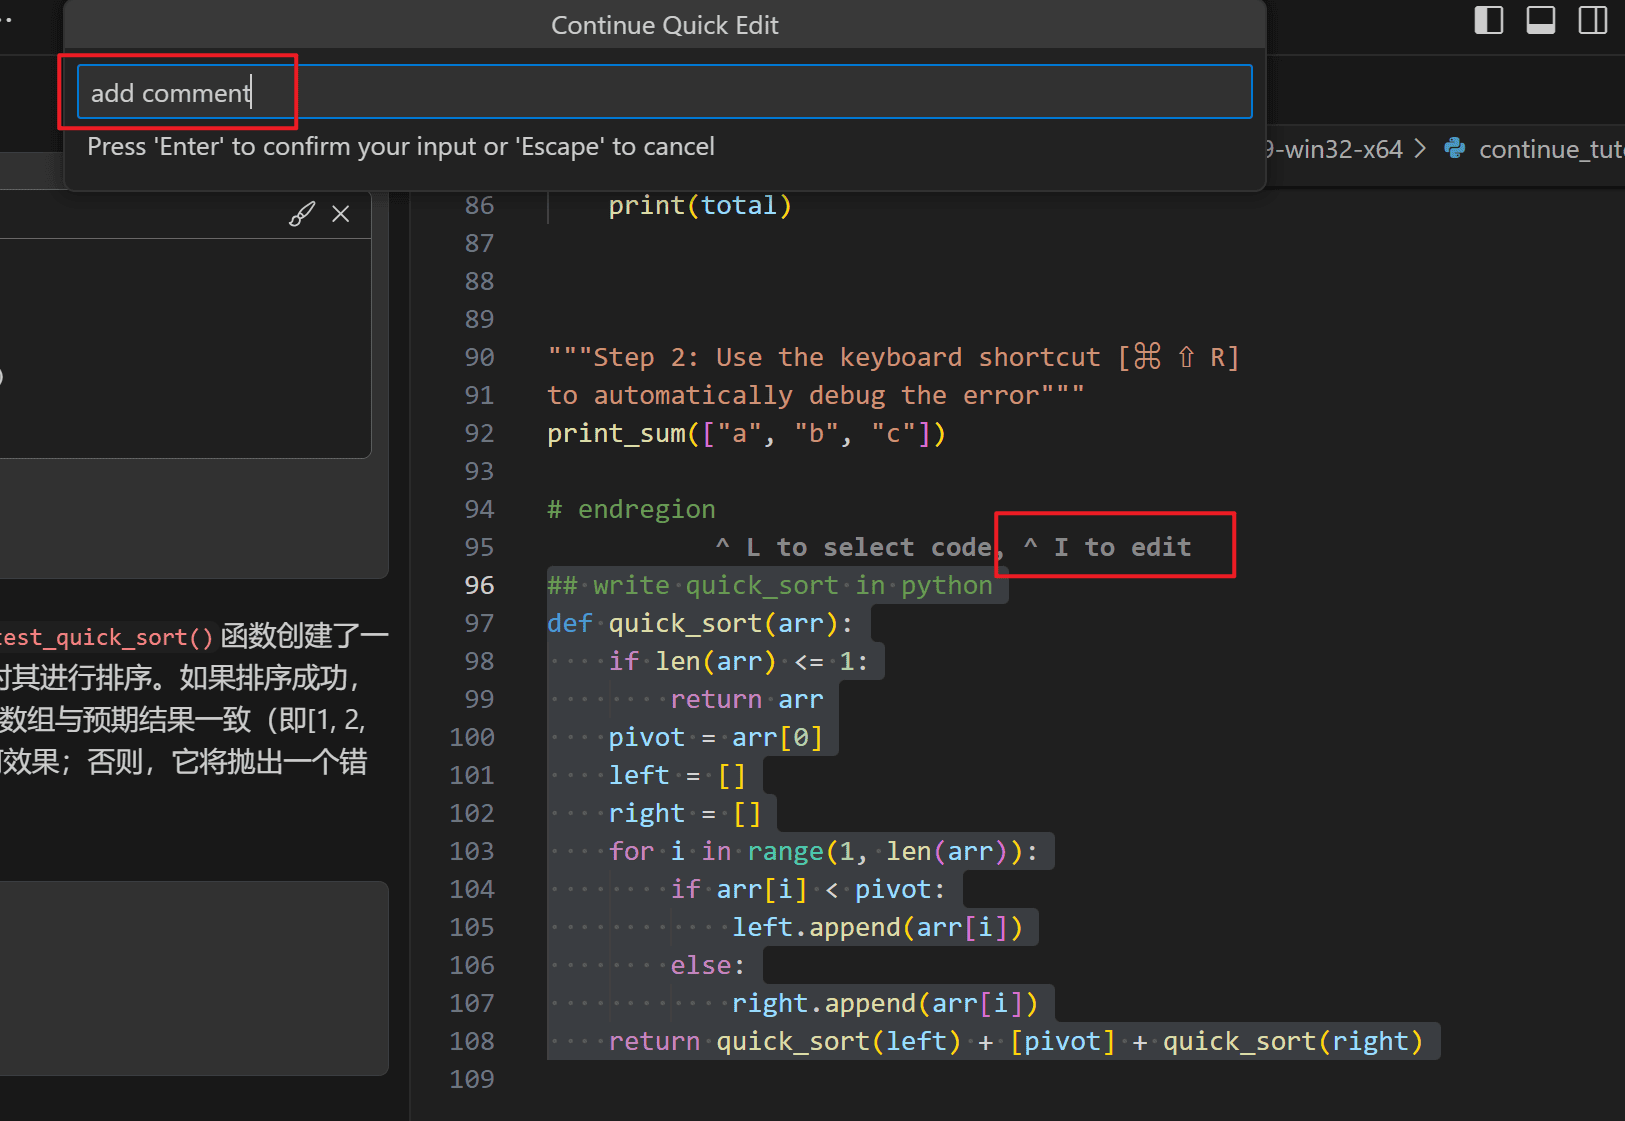 Continue Quick Edit
add comment
Press 'Enter' to confirm your input or 'Escape' to cancel
-win32-x64 > continue_tut
86 print(total)
87
88
89
90 """Step 2: Use the keyboard shortcut [⌘ ⇧ R]
91 to automatically debug the error"""
92 print_sum(["a", "b", "c"])
93
94 # endregion
95 ^ L to select code, ^ I to edit
96 ## write quick_sort in python
97 def quick_sort(arr):
98 if len(arr) <= 1:
99 return arr
100 pivot = arr[0]
101 left = []
102 right = []
103 for i in range(1, len(arr)):
104 if arr[i] < pivot:
105 left.append(arr[i])
106 else:
107 right.append(arr[i])
108 return quick_sort(left) + [pivot] + quick_sort(right)
109
test_quick_sort()函数创建了一
对其进行排序。如果排序成功，
数组与预期结果一致（即[1, 2,
效果；否则，它将抛出一个错